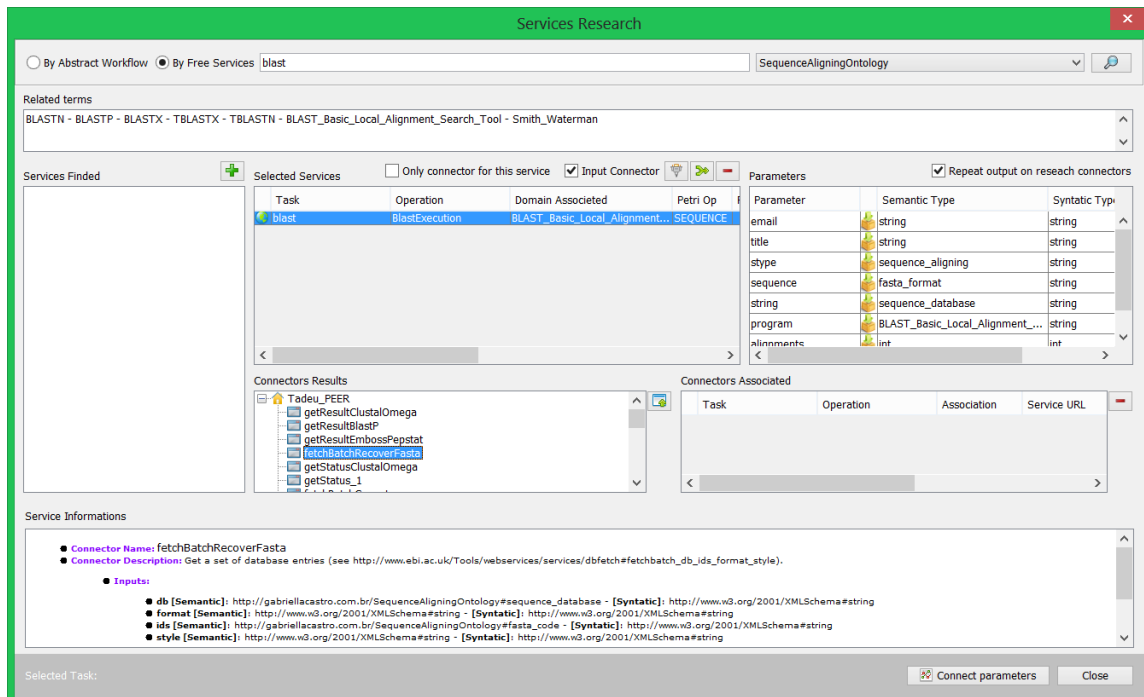 Services Research
By Abstract Workflow By Free Services blast SequenceAligningOntology
Related terms
BLASTN - BLASTP - BLASTX - TBLASTX - TBLASTN - BLAST_Basic_Local_Alignment_Search_Tool - Smith_Waterman
Services Finded
Selected Services Only connector for this service Input Connector
Task Operation Domain Associeted Petri Op
blast BlastExecution BLAST_Basic_Local_Alignment... SEQUENCE
Parameters Repeat output on reseach connectors
Parameter Semantic Type Syntatic Type
email string string
title string string
stype sequence_aligning string
sequence fasta_format string
string sequence_database string
program BLAST_Basic_Local_Alignment_... string
alignments int int
Connectors Results
Tadeu_PEER
getResultClustalOmega
getResultBlastP
getResultEmbossPepstat
fetchBatchRecoverFasta
getStatusClustalOmega
getStatus_1
Connectors Associated
Task Operation Association Service URL
Service Informations
Connector Name: fetchBatchRecoverFasta
Connector Description: Get a set of database entries (see http://www.ebi.ac.uk/Tools/webservices/services/dbfetch#fetchbatch_db_ids_format_style).
Inputs:
db [Semantic]: http://gabriellacastro.com.br/SequenceAligningOntology#sequence_database - [Syntatic]: http://www.w3.org/2001/XMLSchema#string
format [Semantic]: http://www.w3.org/2001/XMLSchema#string - [Syntatic]: http://www.w3.org/2001/XMLSchema#string
ids [Semantic]: http://gabriellacastro.com.br/SequenceAligningOntology#fasta_code - [Syntatic]: http://www.w3.org/2001/XMLSchema#string
style [Semantic]: http://www.w3.org/2001/XMLSchema#string - [Syntatic]: http://www.w3.org/2001/XMLSchema#string
Selected Task: Connect parameters Close